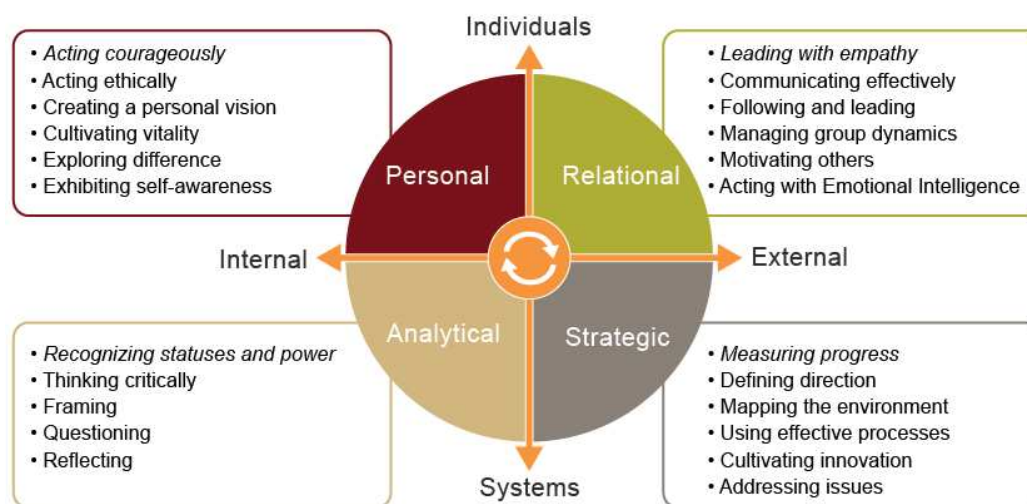 Individuals
• Acting courageously
• Acting ethically
• Creating a personal vision
• Cultivating vitality
• Exploring difference
• Exhibiting self-awareness
• Leading with empathy
• Communicating effectively
• Following and leading
• Managing group dynamics
• Motivating others
• Acting with Emotional Intelligence
Personal
Relational
Internal
External
Analytical
Strategic
• Recognizing statuses and power
• Thinking critically
• Framing
• Questioning
• Reflecting
• Measuring progress
• Defining direction
• Mapping the environment
• Using effective processes
• Cultivating innovation
• Addressing issues
Systems